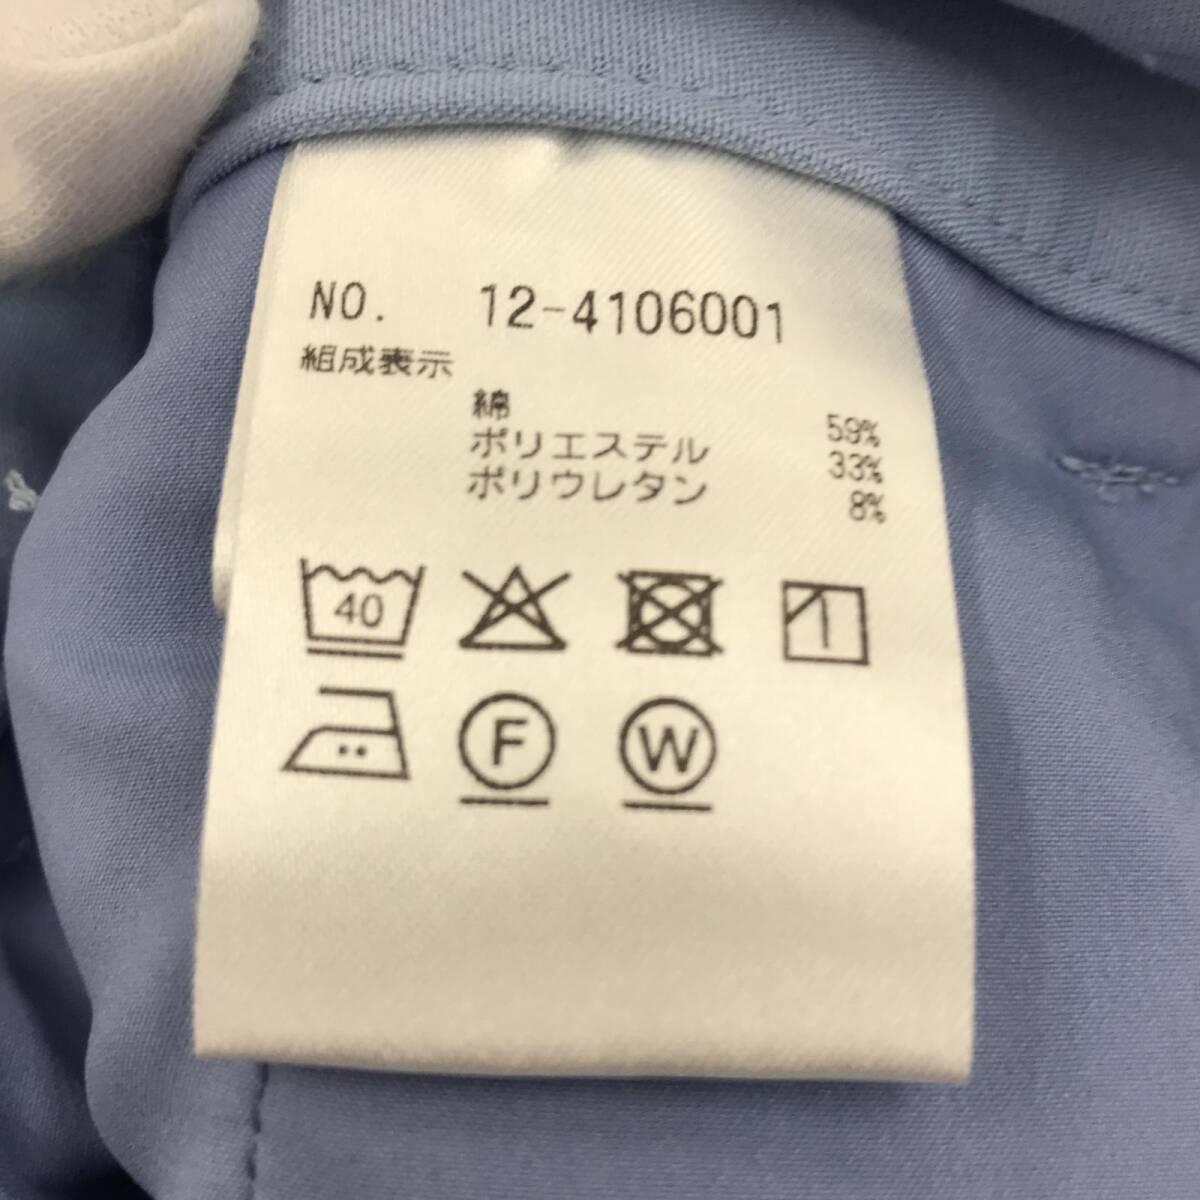 NO. 12-4106001
組成表示
綿 59%
ポリエステル 33%
ポリウレタン 8%
40
F W